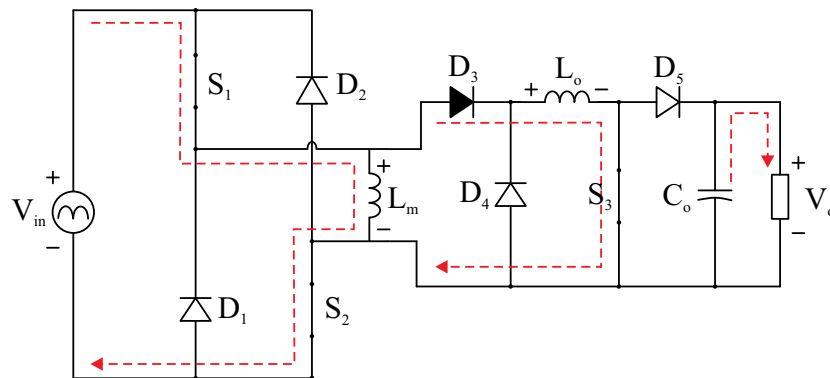 S₁
D₂
D₃
+ Lₒ −
D₅
+
Vᵢₙ
−
+
Lₘ
−
D₄
S₃
Cₒ
+
Vₒ
−
D₁
S₂